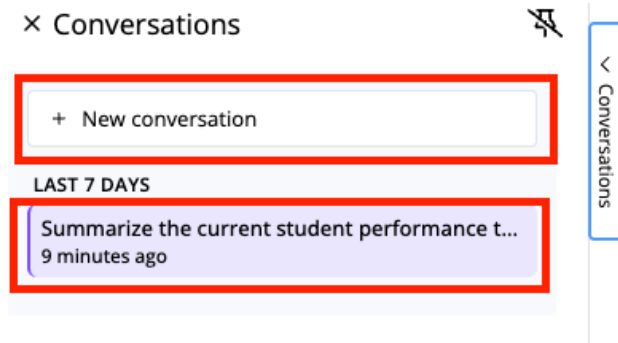 × Conversations
+ New conversation
LAST 7 DAYS
Summarize the current student performance t...
9 minutes ago
Conversations